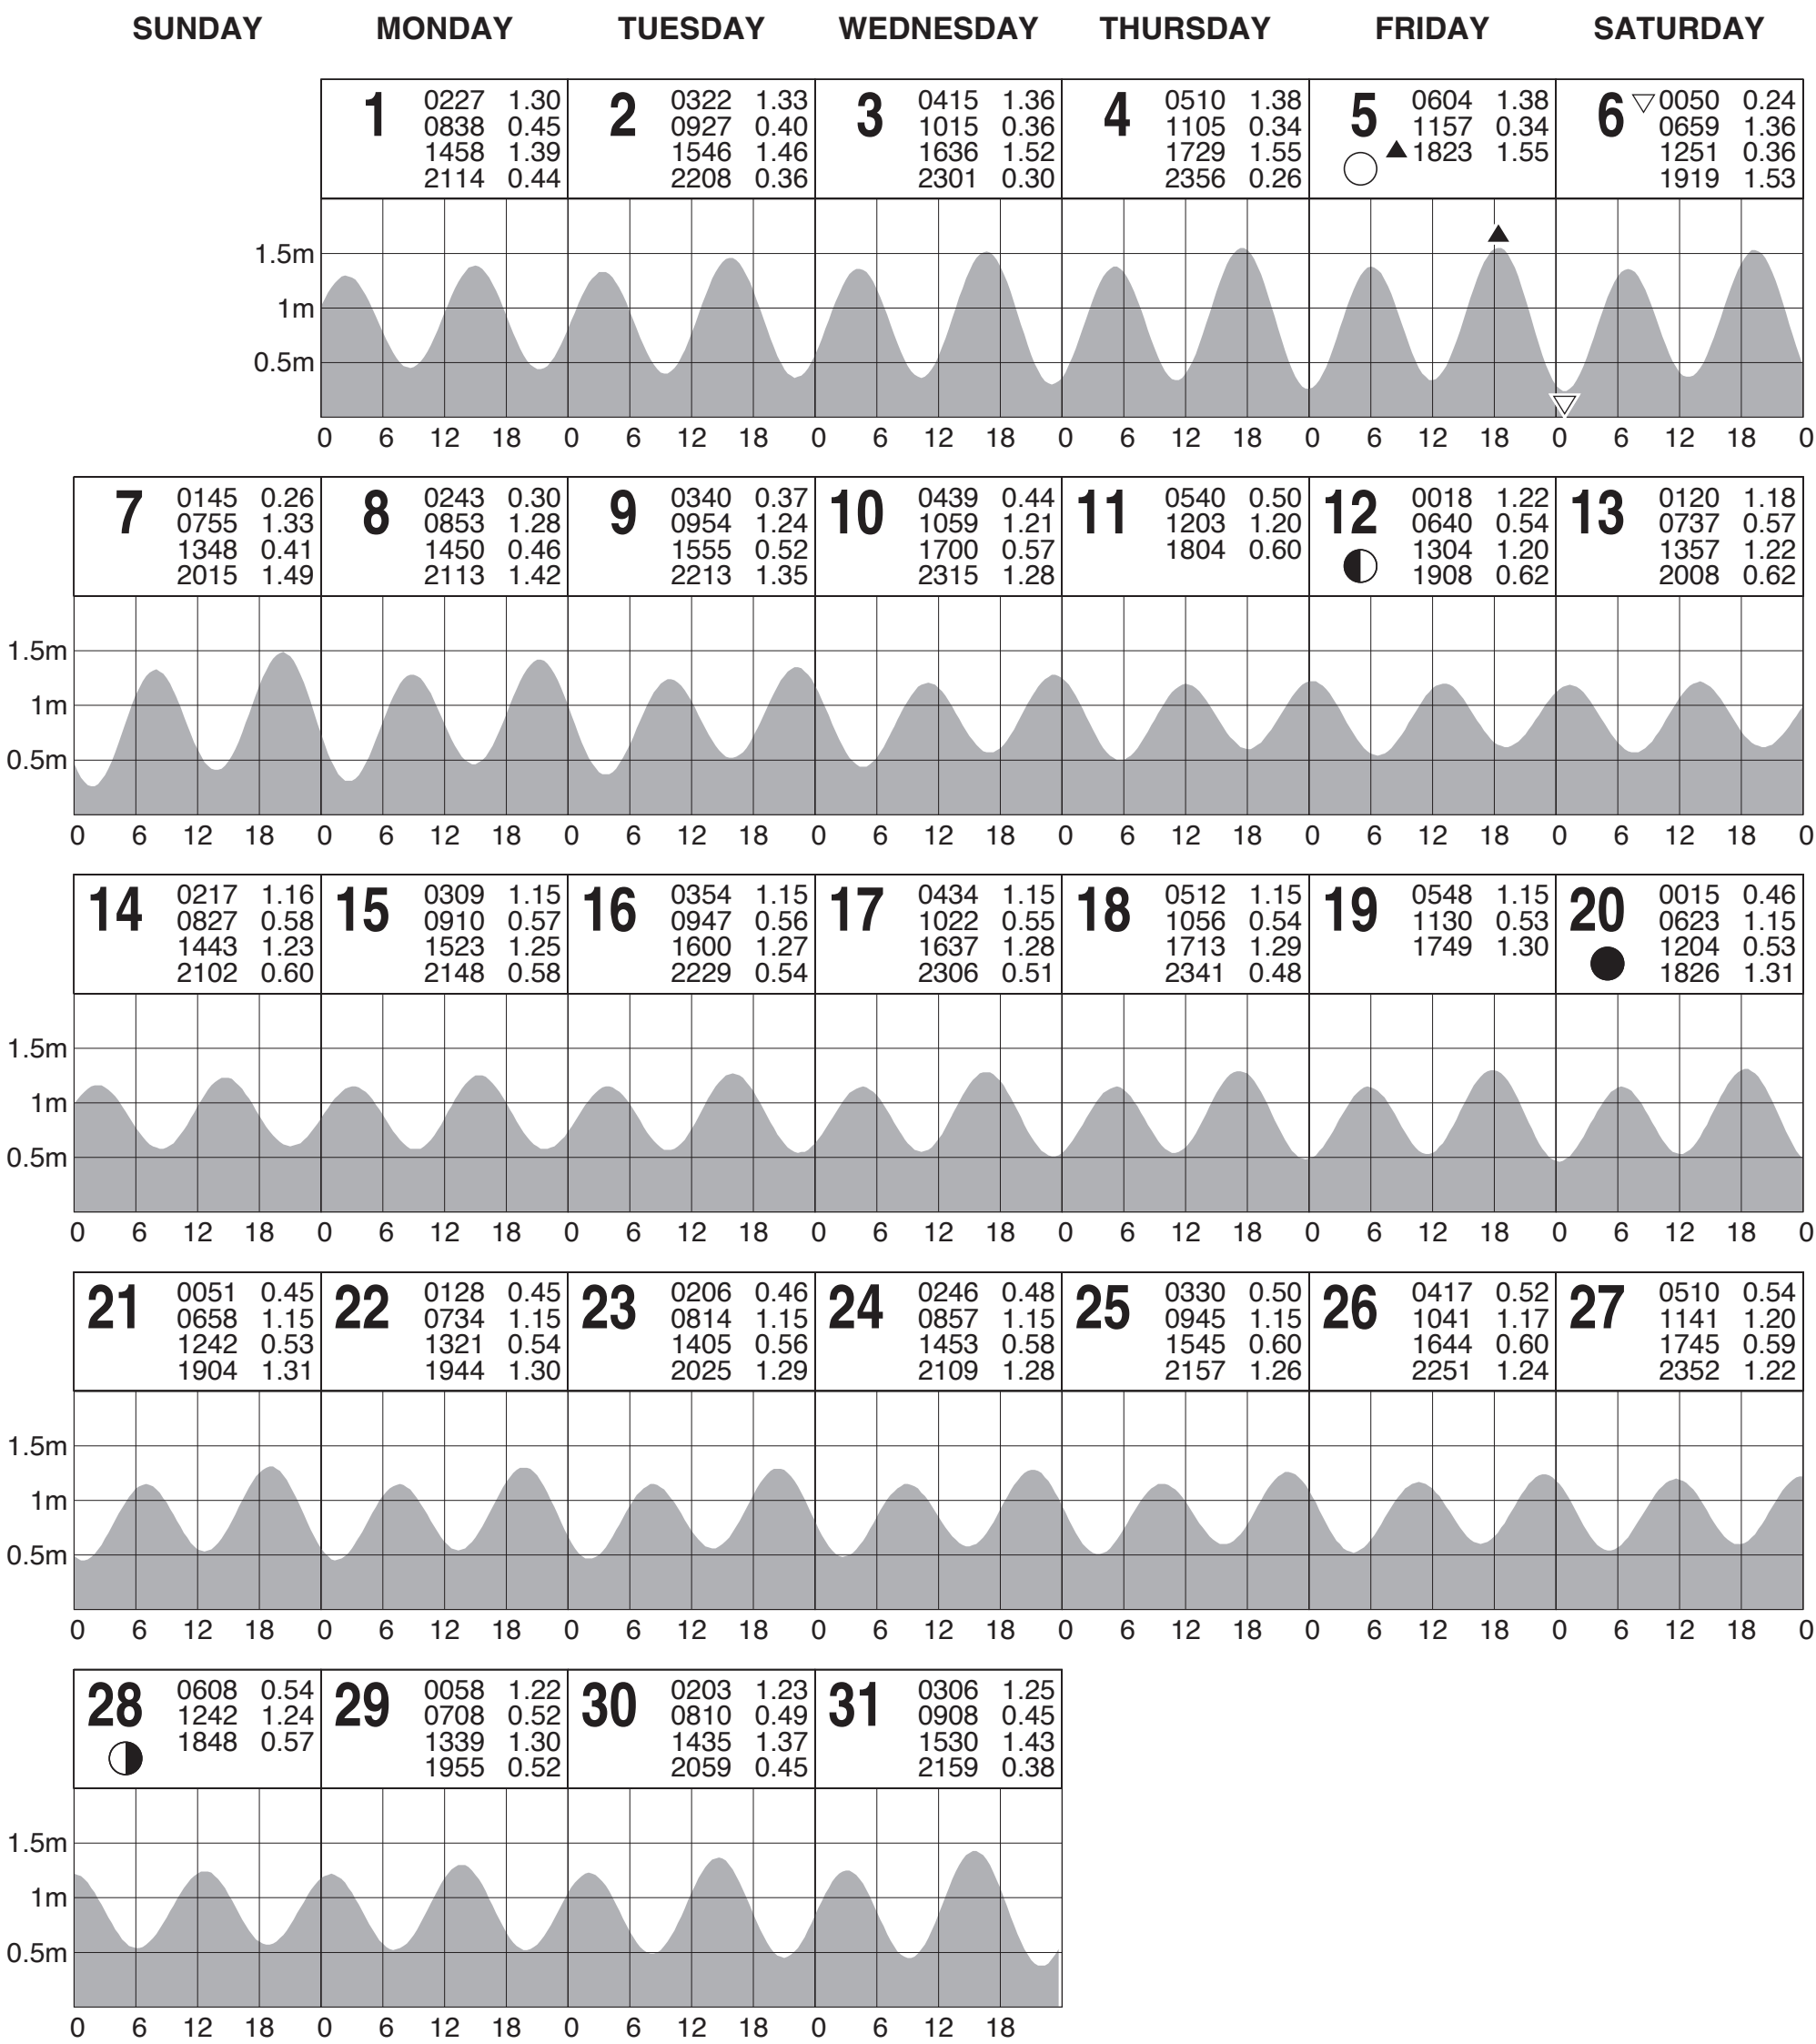 SUNDAY MONDAY TUESDAY WEDNESDAY THURSDAY FRIDAY SATURDAY
1 0227 1.30 0838 0.45 1458 1.39 2114 0.44
2 0322 1.33 0927 0.40 1546 1.46 2208 0.36
3 0415 1.36 1015 0.36 1636 1.52 2301 0.30
4 0510 1.38 1105 0.34 1729 1.55 2356 0.26
5 0604 1.38 1157 0.34 ▲1823 1.55
6 ▽0050 0.24 0659 1.36 1251 0.36 1919 1.53
1.5m
1m
0.5m
0 6 12 18 0 6 12 18 0 6 12 18 0 6 12 18 0 6 12 18 0 6 12 18 0
7 0145 0.26 0755 1.33 1348 0.41 2015 1.49
8 0243 0.30 0853 1.28 1450 0.46 2113 1.42
9 0340 0.37 0954 1.24 1555 0.52 2213 1.35
10 0439 0.44 1059 1.21 1700 0.57 2315 1.28
11 0540 0.50 1203 1.20 1804 0.60
12 0018 1.22 0640 0.54 1304 1.20 1908 0.62
13 0120 1.18 0737 0.57 1357 1.22 2008 0.62
1.5m
1m
0.5m
0 6 12 18 0 6 12 18 0 6 12 18 0 6 12 18 0 6 12 18 0 6 12 18 0 6 12 18 0
14 0217 1.16 0827 0.58 1443 1.23 2102 0.60
15 0309 1.15 0910 0.57 1523 1.25 2148 0.58
16 0354 1.15 0947 0.56 1600 1.27 2229 0.54
17 0434 1.15 1022 0.55 1637 1.28 2306 0.51
18 0512 1.15 1056 0.54 1713 1.29 2341 0.48
19 0548 1.15 1130 0.53 1749 1.30
20 0015 0.46 0623 1.15 1204 0.53 1826 1.31
1.5m
1m
0.5m
0 6 12 18 0 6 12 18 0 6 12 18 0 6 12 18 0 6 12 18 0 6 12 18 0 6 12 18 0
21 0051 0.45 0658 1.15 1242 0.53 1904 1.31
22 0128 0.45 0734 1.15 1321 0.54 1944 1.30
23 0206 0.46 0814 1.15 1405 0.56 2025 1.29
24 0246 0.48 0857 1.15 1453 0.58 2109 1.28
25 0330 0.50 0945 1.15 1545 0.60 2157 1.26
26 0417 0.52 1041 1.17 1644 0.60 2251 1.24
27 0510 0.54 1141 1.20 1745 0.59 2352 1.22
1.5m
1m
0.5m
0 6 12 18 0 6 12 18 0 6 12 18 0 6 12 18 0 6 12 18 0 6 12 18 0 6 12 18 0
28 0608 0.54 1242 1.24 1848 0.57
29 0058 1.22 0708 0.52 1339 1.30 1955 0.52
30 0203 1.23 0810 0.49 1435 1.37 2059 0.45
31 0306 1.25 0908 0.45 1530 1.43 2159 0.38
1.5m
1m
0.5m
0 6 12 18 0 6 12 18 0 6 12 18 0 6 12 18